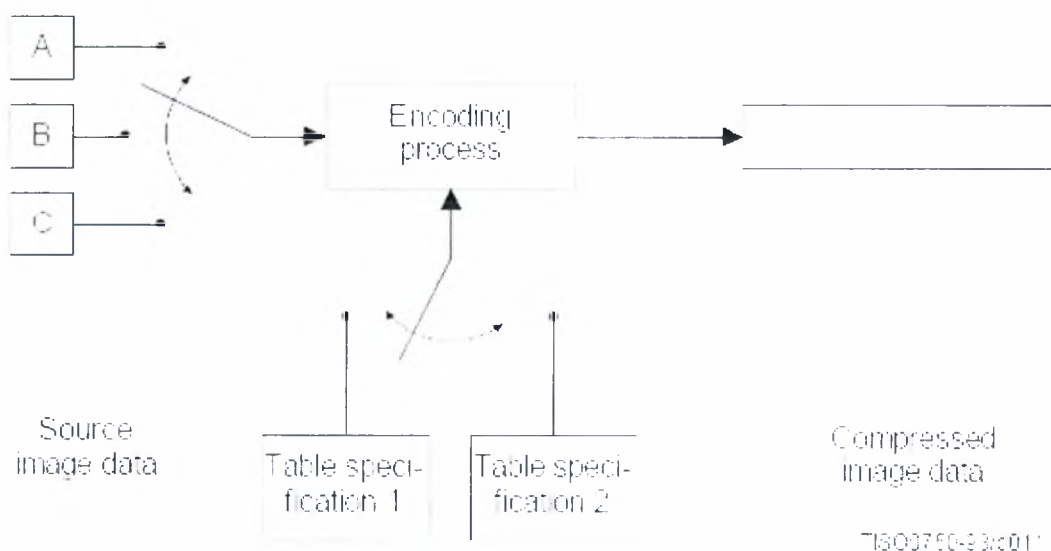 A
B
C
Encoding
process
Source
image data
Table speci-
fication 1
Table speci-
fication 2
Compressed
image data